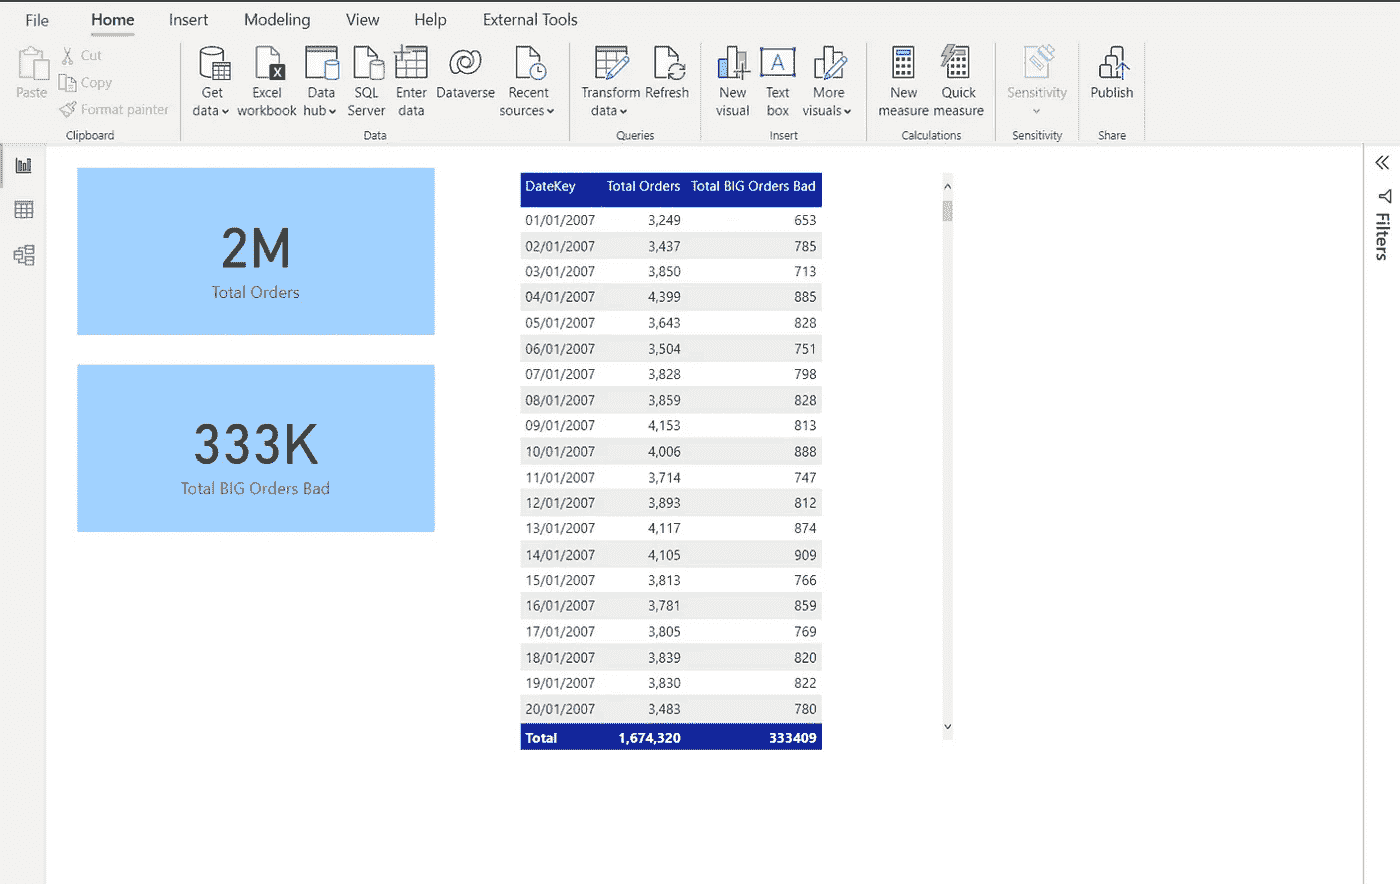 File Home Insert Modeling View Help External Tools
Paste
Cut
Copy
Format painter
Clipboard
Get data
Excel workbook
Data hub
SQL Server
Enter data
Dataverse
Recent sources
Data
Transform data
Refresh
Queries
New visual
Text box
More visuals
Insert
New measure
Quick measure
Calculations
Sensitivity
Sensitivity
Publish
Share
2M
Total Orders
333K
Total BIG Orders Bad
DateKey Total Orders Total BIG Orders Bad
01/01/2007 3,249 653
02/01/2007 3,437 785
03/01/2007 3,850 713
04/01/2007 4,399 885
05/01/2007 3,643 828
06/01/2007 3,504 751
07/01/2007 3,828 798
08/01/2007 3,859 828
09/01/2007 4,153 813
10/01/2007 4,006 888
11/01/2007 3,714 747
12/01/2007 3,893 812
13/01/2007 4,117 874
14/01/2007 4,105 909
15/01/2007 3,813 766
16/01/2007 3,781 859
17/01/2007 3,805 769
18/01/2007 3,839 820
19/01/2007 3,830 822
20/01/2007 3,483 780
Total 1,674,320 333409
Filters